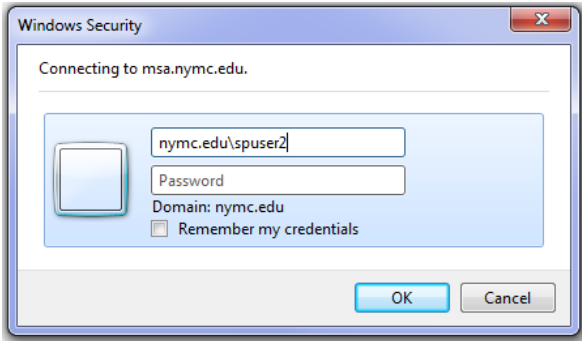 Windows Security
Connecting to msa.nymc.edu.
nymc.edu\spuser2
Password
Domain: nymc.edu
Remember my credentials
OK Cancel